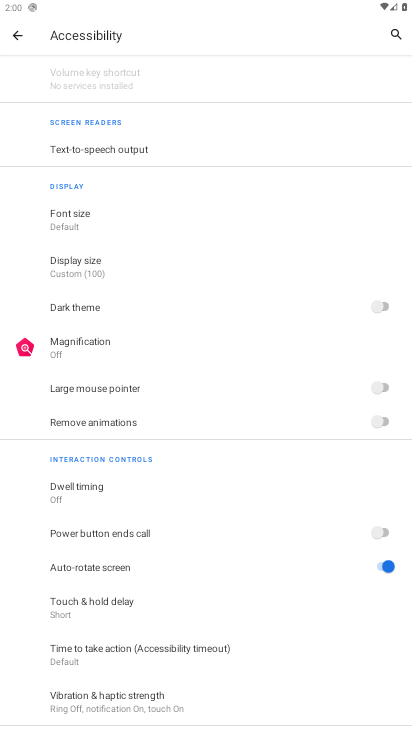 2:00
Accessibility
Volume key shortcut
No services installed
SCREEN READERS
Text-to-speech output
DISPLAY
Font size
Default
Display size
Custom (100)
Dark theme
Magnification
Off
Large mouse pointer
Remove animations
INTERACTION CONTROLS
Dwell timing
Off
Power button ends call
Auto-rotate screen
Touch & hold delay
Short
Time to take action (Accessibility timeout)
Default
Vibration & haptic strength
Ring Off, notification On, touch On